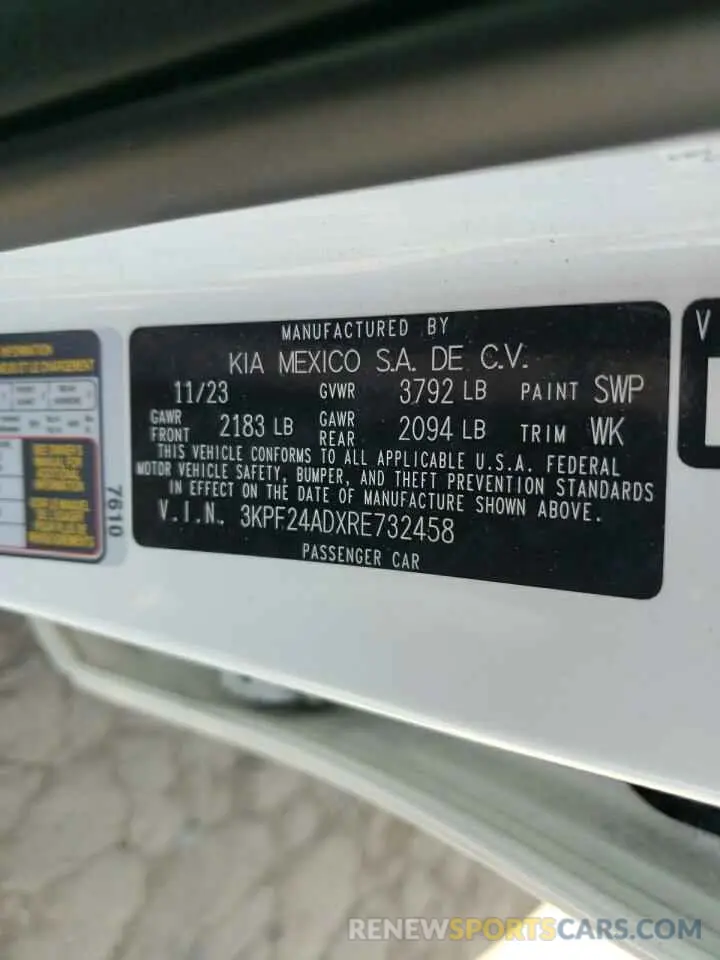 MANUFACTURED BY
KIA MEXICO S.A. DE C.V.
11/23 GVWR 3792 LB PAINT SWP
GAWR FRONT 2183 LB GAWR REAR 2094 LB TRIM WK
THIS VEHICLE CONFORMS TO ALL APPLICABLE U.S.A. FEDERAL
MOTOR VEHICLE SAFETY, BUMPER, AND THEFT PREVENTION STANDARDS
IN EFFECT ON THE DATE OF MANUFACTURE SHOWN ABOVE.
V.I.N. 3KPF24ADXRE732458
PASSENGER CAR
7610
V
RENEWSPORTSCARS.COM